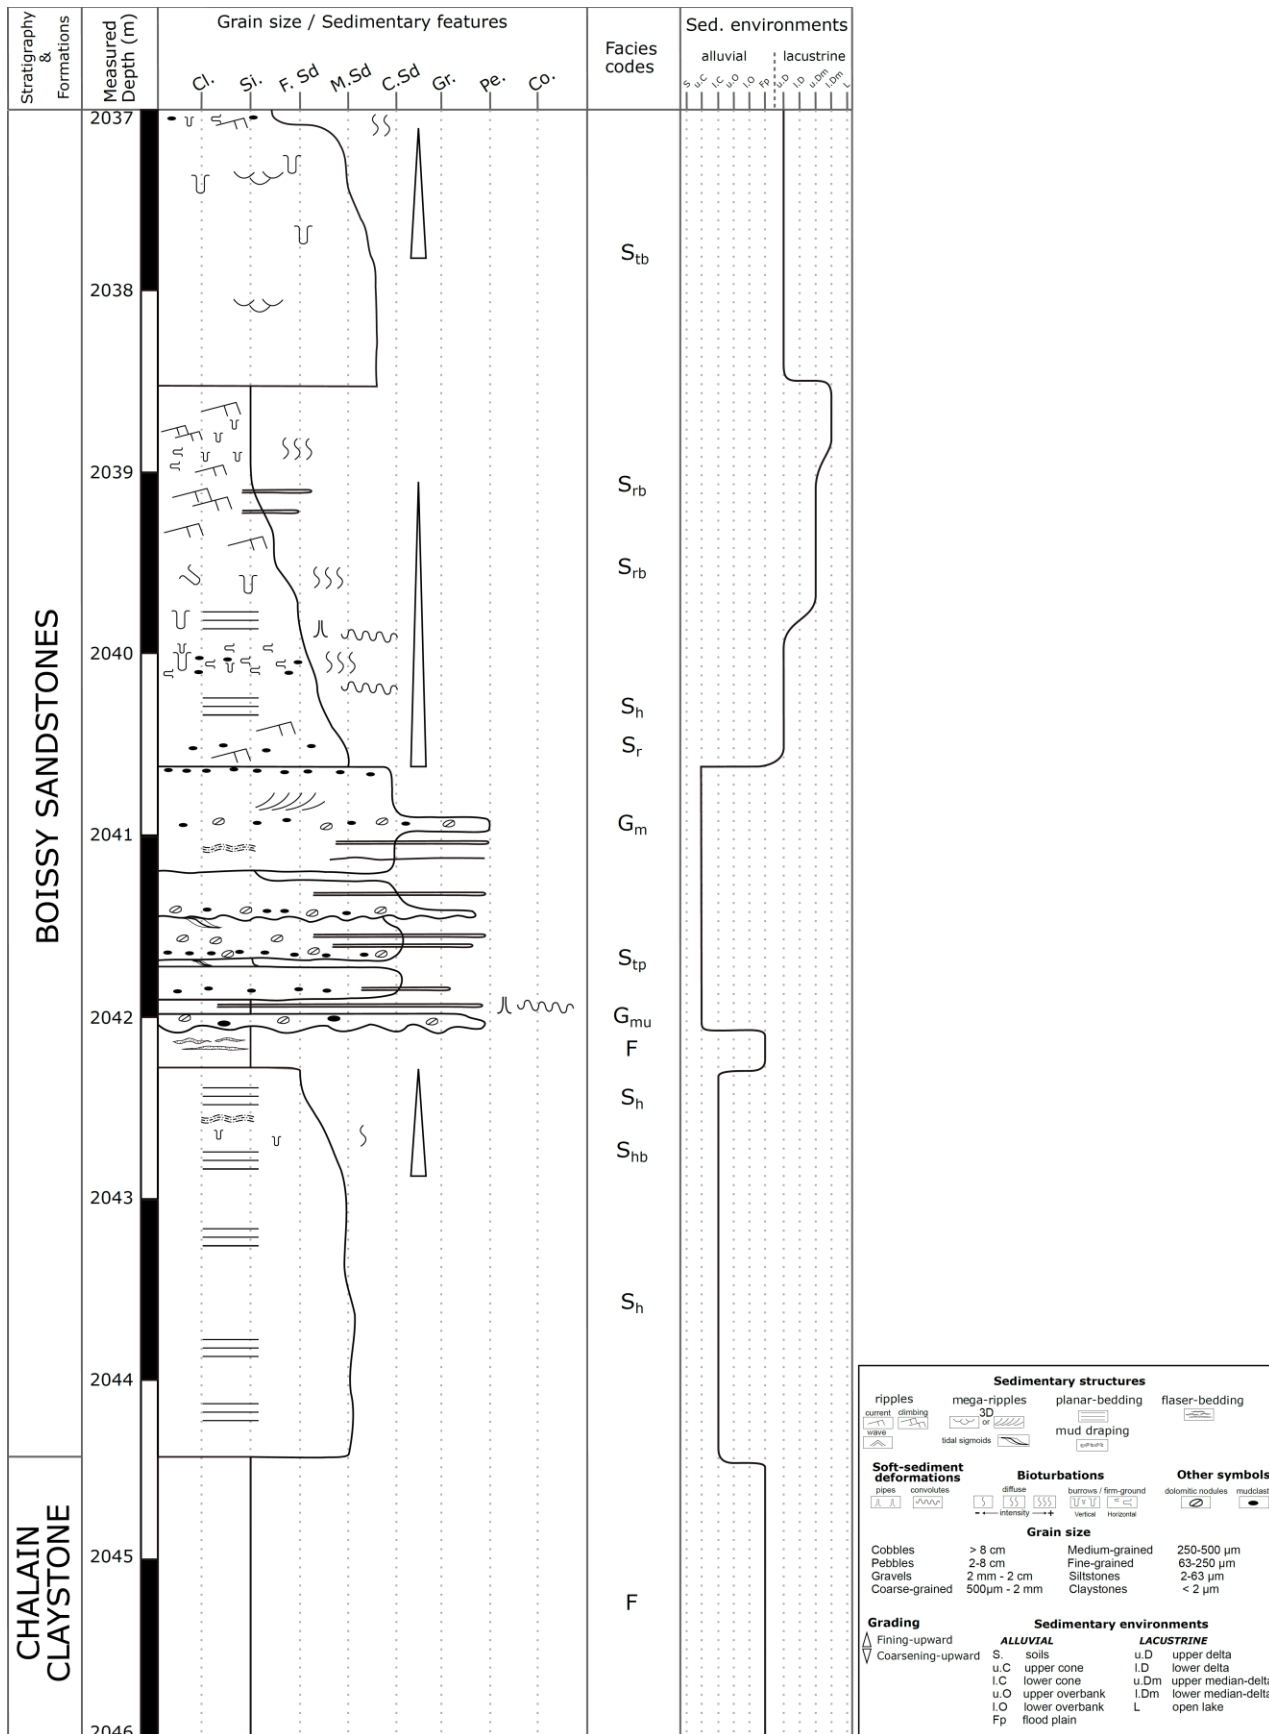 Stratigraphy
&
Formations
Measured
Depth (m)
Grain size / Sedimentary features
Cl. Si. F. Sd M.Sd C.Sd Gr. Pe. Co.
Facies
codes
Sed. environments
alluvial lacustrine
S u.C l.C u.O l.O Fp u.D l.D u.Dm l.Dm L
2037
2038
2039
2040
2041
2042
2043
2044
2045
2046
BOISSY SANDSTONES
CHALAIN
CLAYSTONE
Stb
Srb
Srb
Sh
Sr
Gm
Stp
Gmu
F
Sh
Shb
Sh
F
Sedimentary structures
ripples mega-ripples planar-bedding flaser-bedding
current climbing 3D
or
wave tidal sigmoids mud draping
Soft-sediment
deformations Bioturbations Other symbols
pipes convolutes diffuse burrows / firm-ground dolomitic nodules mudclast
- intensity + Vertical Horizontal
Grain size
Cobbles > 8 cm Medium-grained 250-500 µm
Pebbles 2-8 cm Fine-grained 63-250 µm
Gravels 2 mm - 2 cm Siltstones 2-63 µm
Coarse-grained 500µm - 2 mm Claystones < 2 µm
Grading Sedimentary environments
Fining-upward ALLUVIAL LACUSTRINE
Coarsening-upward S. soils u.D upper delta
u.C upper cone l.D lower delta
l.C lower cone u.Dm upper median-delta
u.O upper overbank l.Dm lower median-delta
l.O lower overbank L open lake
Fp flood plain